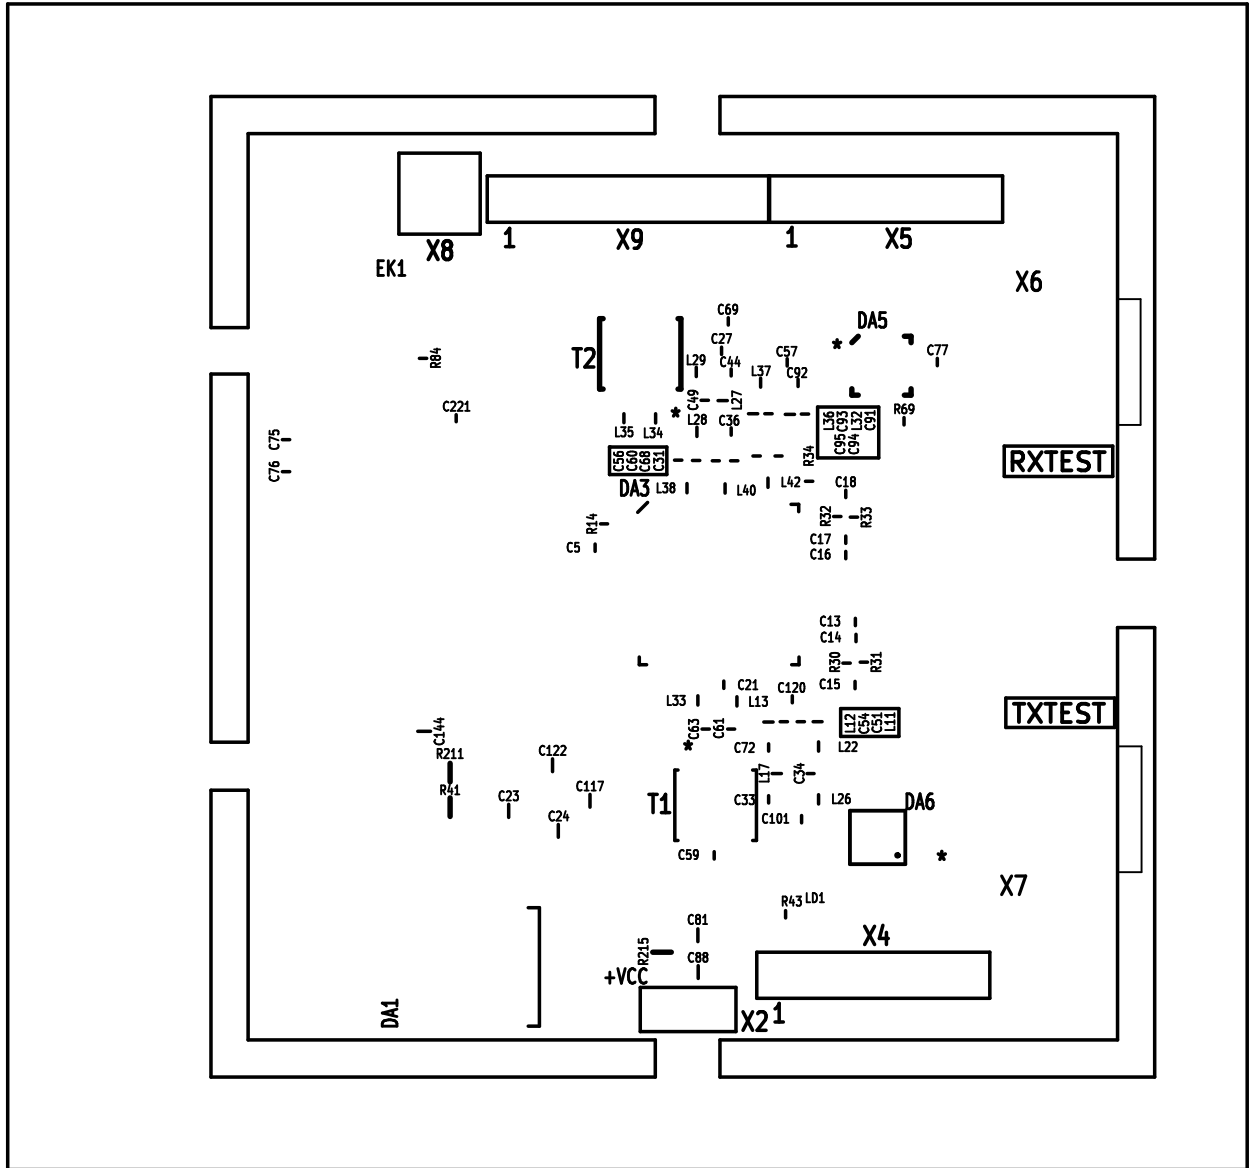 X8
1
X9
1
X5
EK1
X6
C69
DA5
*
C27
T2
R84
L29
C44
C57
C77
L37
C92
C49
L27
C221
*
L28
C36
L36
C93
L32
C91
R69
L35
L34
C95
C94
C75
C56
C60
C68
C31
R34
RXTEST
C76
DA3
L38
L40
L42
C18
R14
R32
R33
C5
C17
C16
C13
C14
R30
R31
C21
C120
C15
L33
L13
TXTEST
C144
C63
C61
L12
C54
C51
L11
*
C72
L22
R211
C122
L17
C34
R41
C23
C117
T1
C33
L26
DA6
C24
C101
C59
*
X7
R43
LD1
C81
X4
R215
C88
+VCC
DA1
X2
1